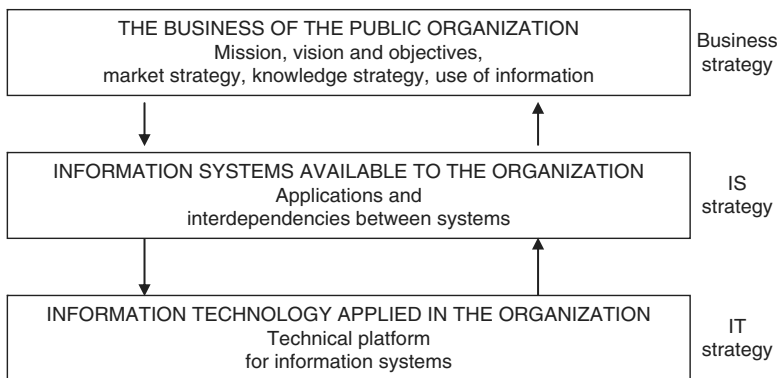 THE BUSINESS OF THE PUBLIC ORGANIZATION
Mission, vision and objectives,
market strategy, knowledge strategy, use of information
Business
strategy
INFORMATION SYSTEMS AVAILABLE TO THE ORGANIZATION
Applications and
interdependencies between systems
IS
strategy
INFORMATION TECHNOLOGY APPLIED IN THE ORGANIZATION
Technical platform
for information systems
IT
strategy